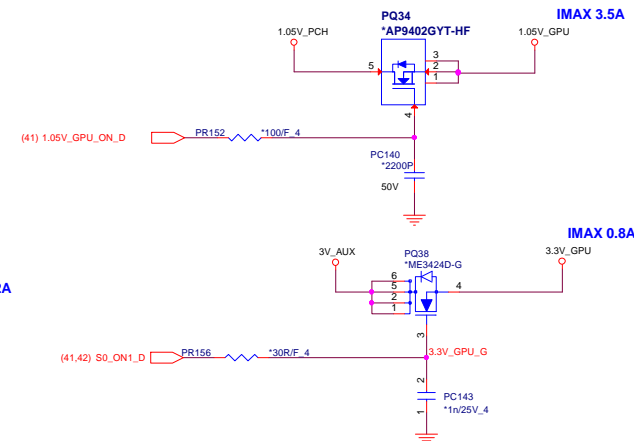 PQ34
IMAX 3.5A
*AP9402GYT-HF
1.05V_PCH
1.05V_GPU
3
5
2
1
4
(41) 1.05V_GPU_ON_D
PR152
*100/F_4
PC140
*2200P
50V
IMAX 0.8A
3V_AUX
PQ38
3.3V_GPU
*ME3424D-G
6
5
2
1
4
A
3
3.3V_GPU_G
(41,42) S0_ON1_D
PR156
*30R/F_4
2
PC143
*1n/25V_4
1